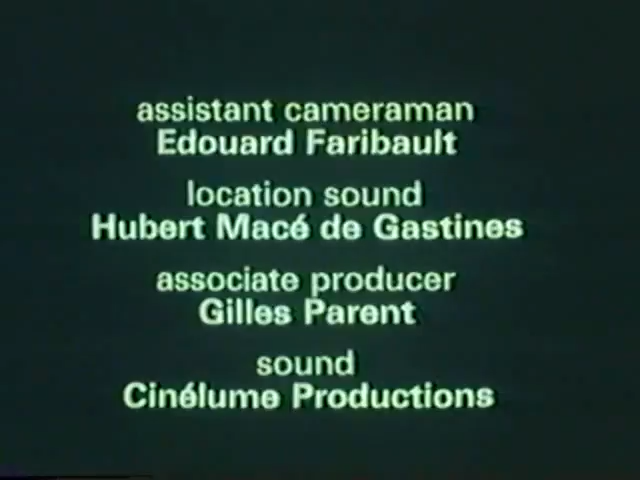 assistant cameraman
Edouard Faribault
location sound
Hubert Macé de Gastines
associate producer
Gilles Parent
sound
Cinélume Productions